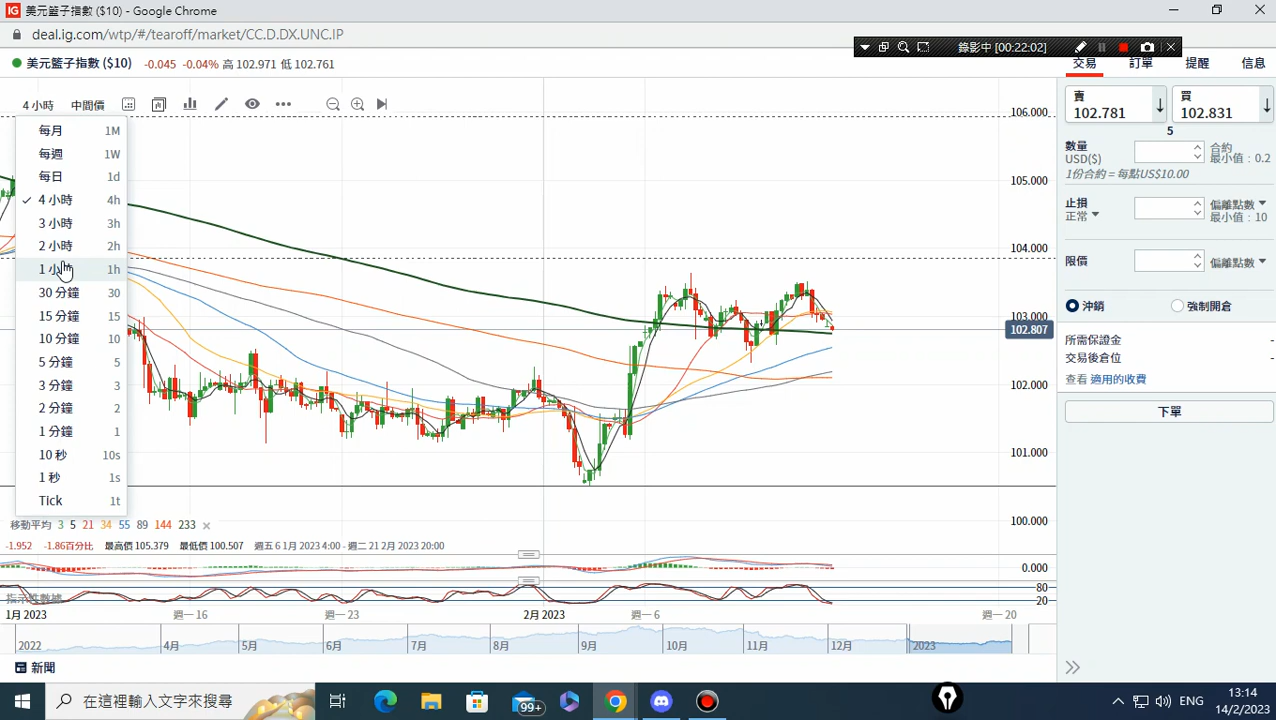 IG 美元籃子指數 ($10) - Google Chrome
deal.ig.com/wtp/#/tearoff/market/CC.D.DX.UNC.IP
錄影中 [00:22:02]
美元籃子指數 ($10) -0.045 -0.04% 高 102.971 低 102.761
交易 訂單 提醒 信息
4 小時 中間價
每月 1M
每週 1W
每日 1d
4 小時 4h
3 小時 3h
2 小時 2h
1 小時 1h
30 分鐘 30
15 分鐘 15
10 分鐘 10
5 分鐘 5
3 分鐘 3
2 分鐘 2
1 分鐘 1
10 秒 10s
1 秒 1s
Tick 1t
106.000
105.000
104.000
103.000
102.807
102.000
101.000
100.000
賣 102.781
買 102.831
5
數量
USD($)
合約
最小值 : 0.2
1份合約 = 每點US$10.00
止損
正常
偏離點數
最小值 : 10
限價
偏離點數
沖銷 強制開倉
所需保證金 -
交易後倉位 -
查看 適用的收費
下單
移動平均 3 5 21 34 55 89 144 233
-1.952 -1.86百分比 最高價 105.379 最低價 100.507 週五 6 1月 2023 4:00 - 週二 21 2月 2023 20:00
0.000
80
20
指示性數據
1月 2023 週一 16 週一 23 2月 2023 週一 6 週一 20
2022 4月 5月 6月 7月 8月 9月 10月 11月 12月 2023
新聞
在這裡輸入文字來搜尋
99+
ENG
13:14
14/2/2023